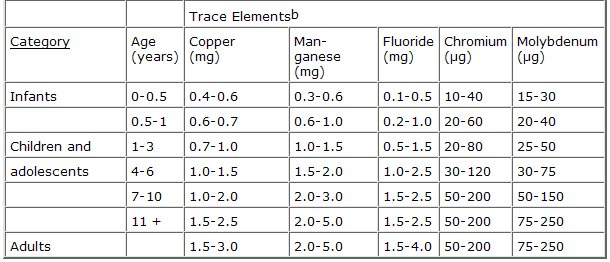 Trace Elementsb
Category Age (years) Copper (mg) Man-ganese (mg) Fluoride (mg) Chromium (µg) Molybdenum (µg)
Infants 0-0.5 0.4-0.6 0.3-0.6 0.1-0.5 10-40 15-30
0.5-1 0.6-0.7 0.6-1.0 0.2-1.0 20-60 20-40
Children and 1-3 0.7-1.0 1.0-1.5 0.5-1.5 20-80 25-50
adolescents 4-6 1.0-1.5 1.5-2.0 1.0-2.5 30-120 30-75
7-10 1.0-2.0 2.0-3.0 1.5-2.5 50-200 50-150
11 + 1.5-2.5 2.0-5.0 1.5-2.5 50-200 75-250
Adults 1.5-3.0 2.0-5.0 1.5-4.0 50-200 75-250